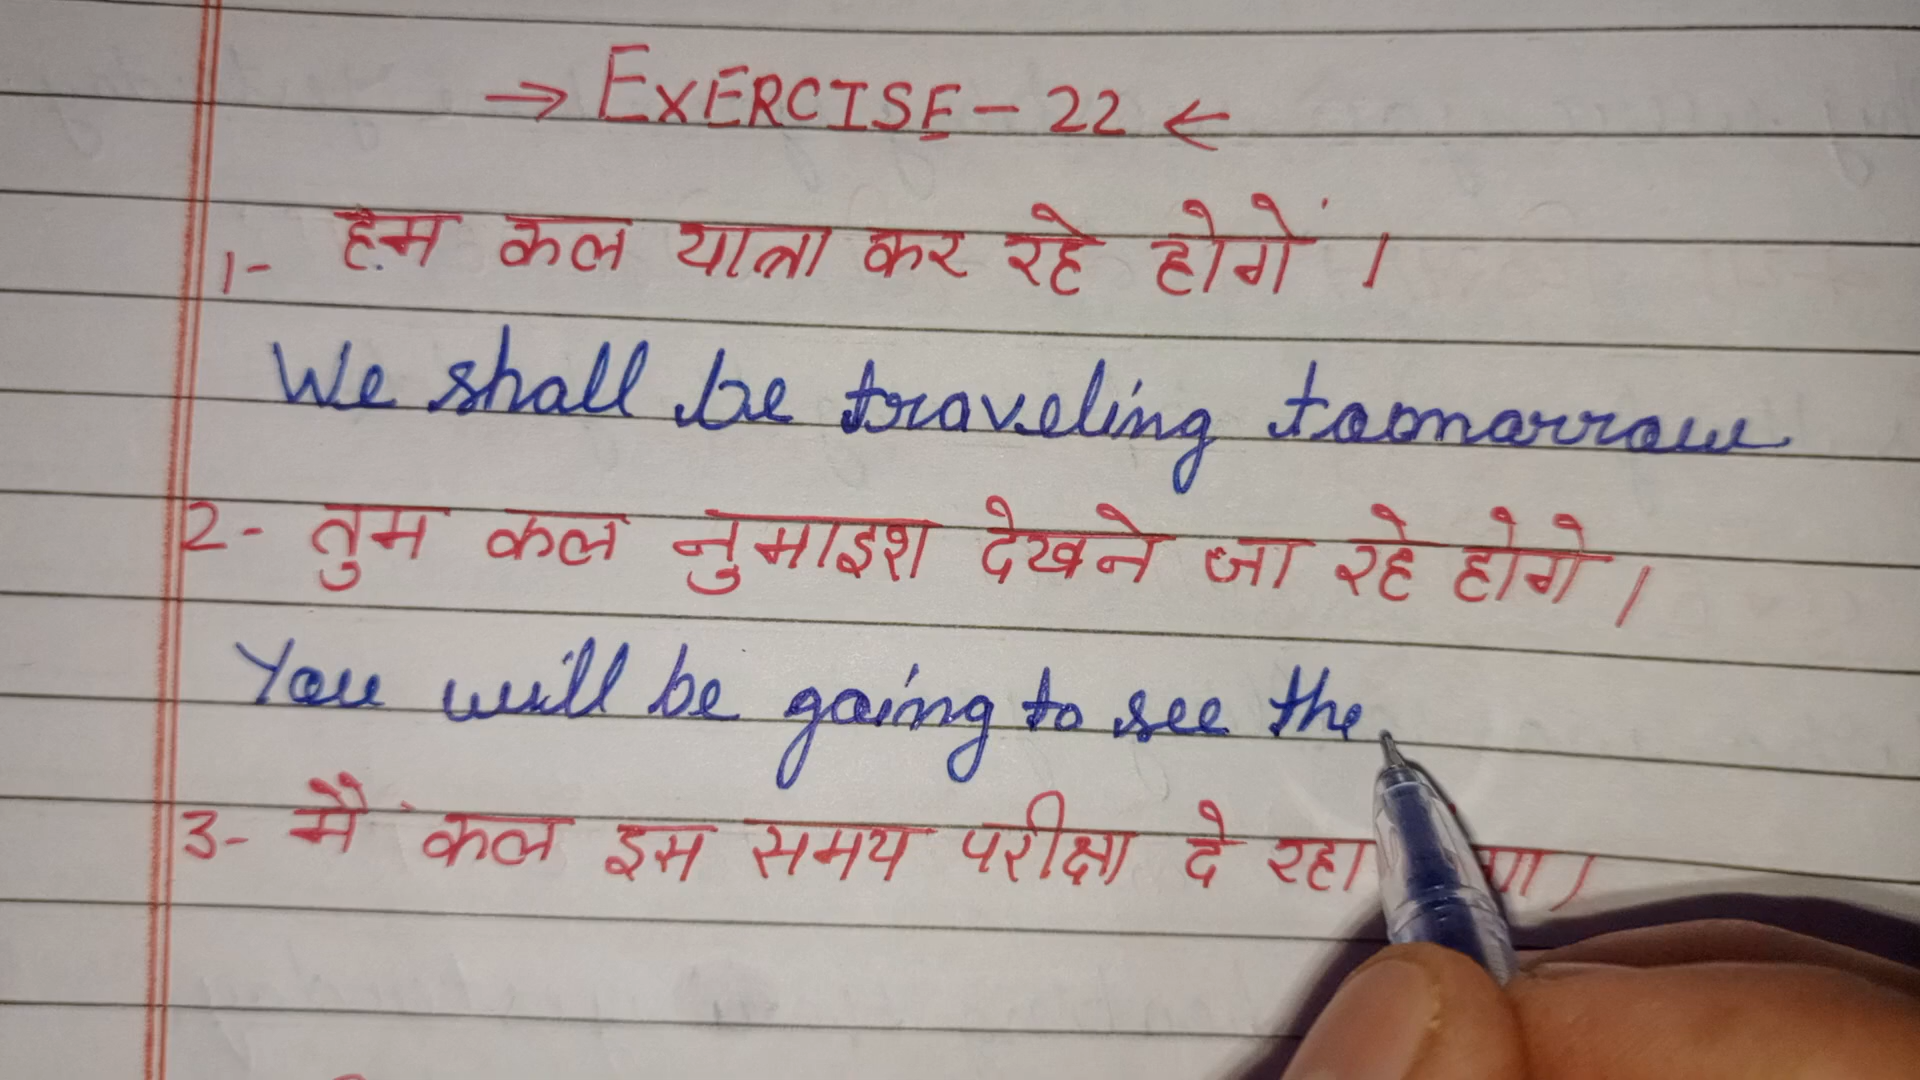 → EXERCISE - 22 ←
1- हम कल यात्रा कर रहे होगें ।
We shall be traveling tomorrow
2- तुम कल नुमाइश देखने जा रहे होगे ।
You will be going to see the
3- मैं कल इस समय परीक्षा दे रहा